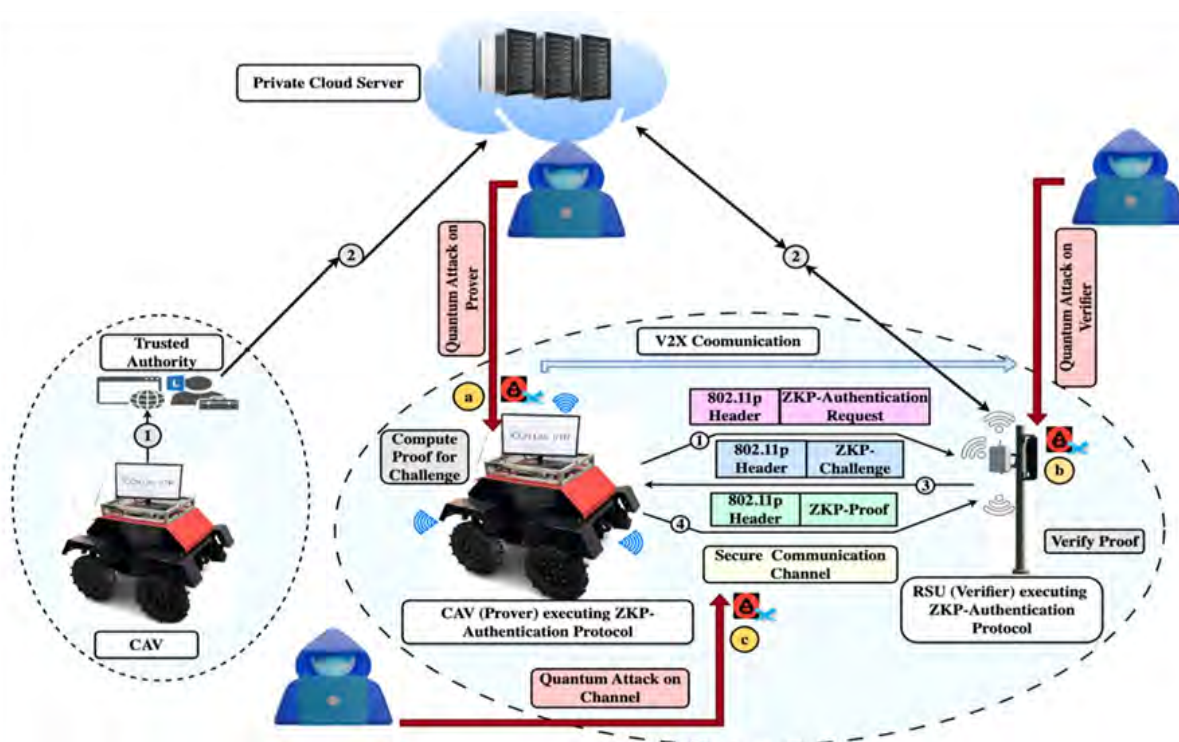 Private Cloud Server
Quantum Attack on
Prover
Quantum Attack on
Verifier
2
2
Trusted
Authority
1
CAV
V2X Coomunication
a
Compute
Proof for
Challenge
802.11p
Header
ZKP-Authentication
Request
1
802.11p
Header
ZKP-
Challenge
3
802.11p
Header
ZKP-Proof
4
b
Verify Proof
Secure Communication
Channel
CAV (Prover) executing ZKP-
Authentication Protocol
RSU (Verifier) executing
ZKP-Authentication
Protocol
c
Quantum Attack on
Channel